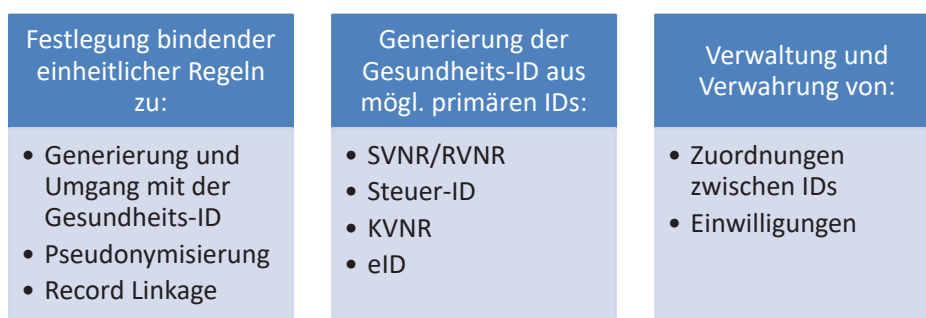 Festlegung bindender
einheitlicher Regeln
zu:
• Generierung und
Umgang mit der
Gesundheits-ID
• Pseudonymisierung
• Record Linkage
Generierung der
Gesundheits-ID aus
mögl. primären IDs:
• SVNR/RVNR
• Steuer-ID
• KVNR
• eID
Verwaltung und
Verwahrung von:
• Zuordnungen
zwischen IDs
• Einwilligungen